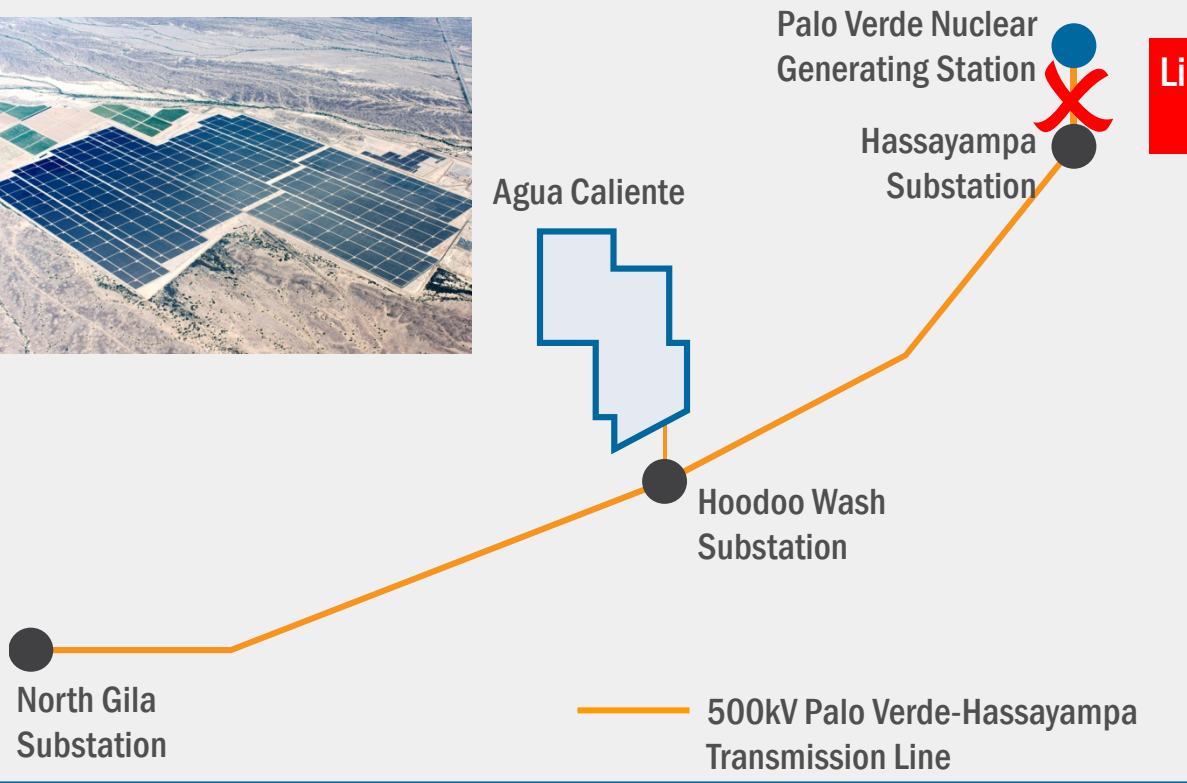 Palo Verde Nuclear
Generating Station
Li
Hassayampa
Substation
Agua Caliente
Hoodoo Wash
Substation
North Gila
Substation
500kV Palo Verde-Hassayampa
Transmission Line